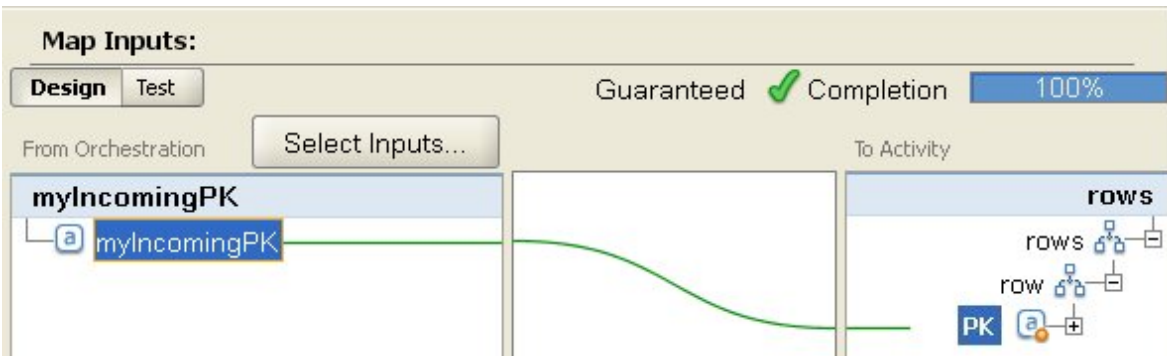 Map Inputs:
Design Test Guaranteed Completion 100%
From Orchestration Select Inputs... To Activity
myIncomingPK rows
a myIncomingPK rows
row
PK a